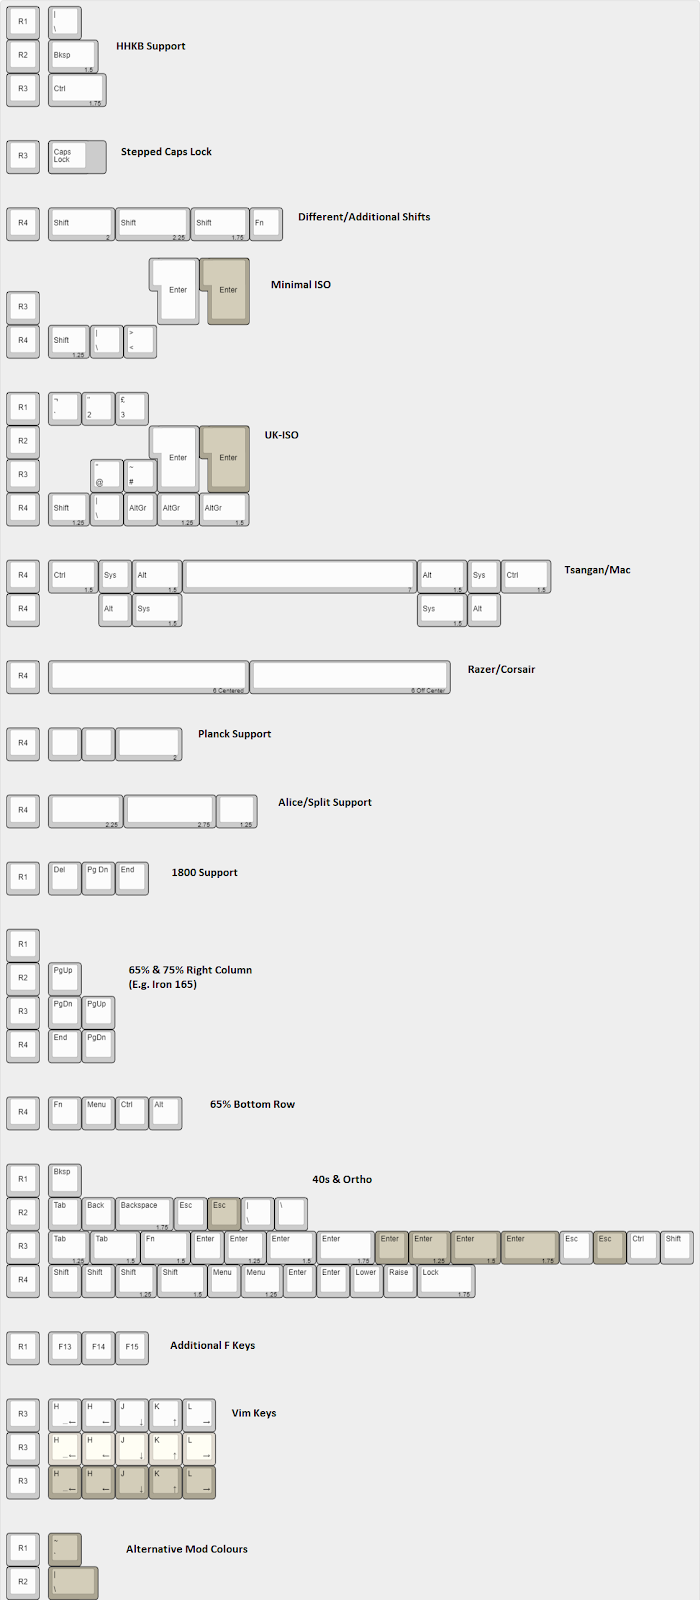 R1 |
\
R2 Bksp 1.5 HHKB Support
R3 Ctrl 1.75
R3 Caps Lock Stepped Caps Lock
R4 Shift 2 Shift 2.25 Shift 1.75 Fn Different/Additional Shifts
Enter Enter Minimal ISO
R3
R4 Shift 1.25 | \ > <
R1 ¬ ` " 2 £ 3
R2 Enter Enter UK-ISO
R3 ' @ ~ #
R4 Shift 1.25 | \ AltGr AltGr 1.25 AltGr 1.5
R4 Ctrl 1.5 Sys Alt 1.5 7 Alt 1.5 Sys Ctrl 1.5 Tsangan/Mac
R4 Alt Sys 1.5 Sys 1.5 Alt
R4 6 Centered 6 Off Center Razer/Corsair
R4 2 Planck Support
R4 2.25 2.75 1.25 Alice/Split Support
R1 Del Pg Dn End 1800 Support
R1
R2 PgUp 65% & 75% Right Column
(E.g. Iron 165)
R3 PgDn PgUp
R4 End PgDn
R4 Fn Menu Ctrl Alt 65% Bottom Row
R1 Bksp 40s & Ortho
R2 Tab Back Backspace 1.75 Esc Esc | \ \
R3 Tab 1.25 Tab 1.5 Fn 1.5 Enter Enter 1.25 Enter 1.5 Enter 1.75 Enter Enter 1.25 Enter 1.5 Enter 1.75 Esc Esc Ctrl Shift
R4 Shift Shift Shift 1.25 Shift 1.5 Menu Menu 1.25 Enter Enter Lower Raise Lock 1.75
R1 F13 F14 F15 Additional F Keys
R3 H _← H ← J ↓ K ↑ L → Vim Keys
R3 H _← H ← J ↓ K ↑ L →
R3 H _← H ← J ↓ K ↑ L →
R1 ~ Alternative Mod Colours
R2 | \